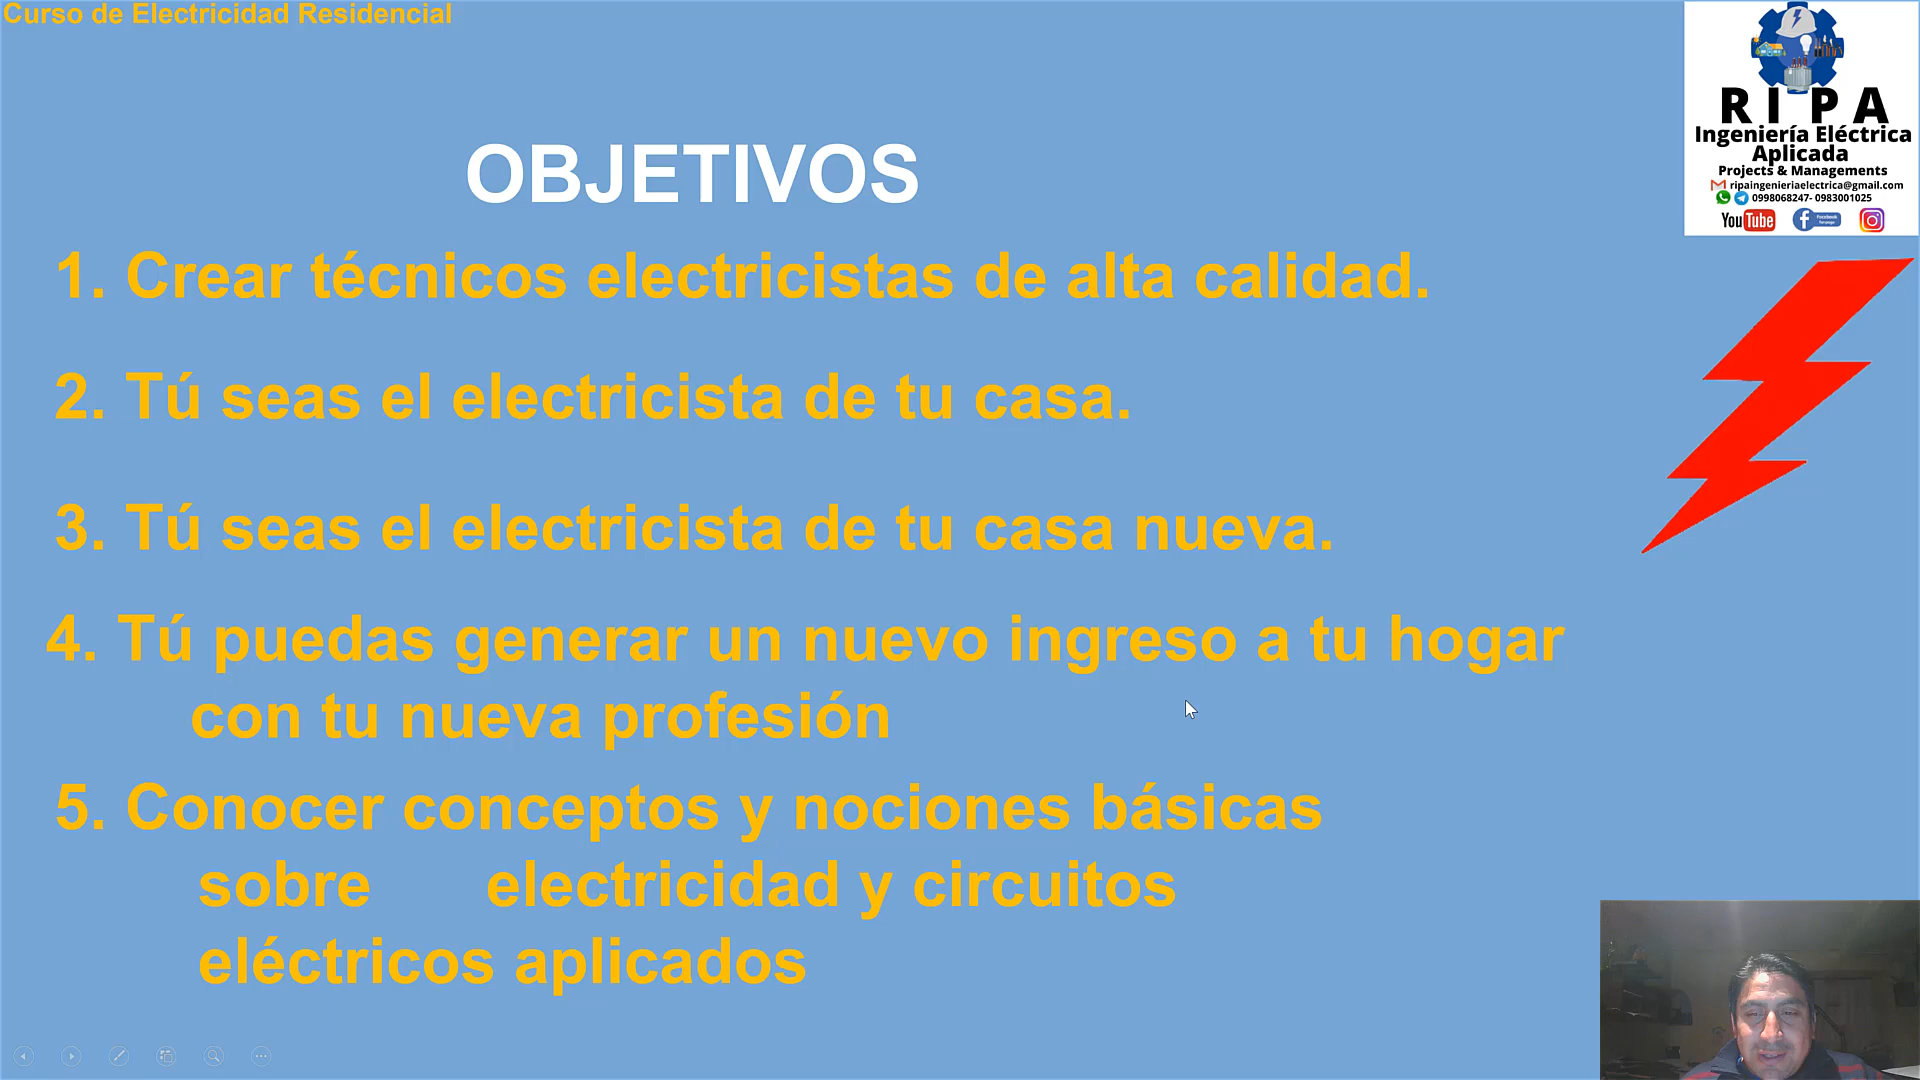 Curso de Electricidad Residencial
R I P A
Ingeniería Eléctrica
Aplicada
Projects & Managements
ripaingenieriaelectrica@gmail.com
0998068247- 0983001025
YouTube
OBJETIVOS
1. Crear técnicos electricistas de alta calidad.
2. Tú seas el electricista de tu casa.
3. Tú seas el electricista de tu casa nueva.
4. Tú puedas generar un nuevo ingreso a tu hogar
con tu nueva profesión
5. Conocer conceptos y nociones básicas
sobre electricidad y circuitos
eléctricos aplicados